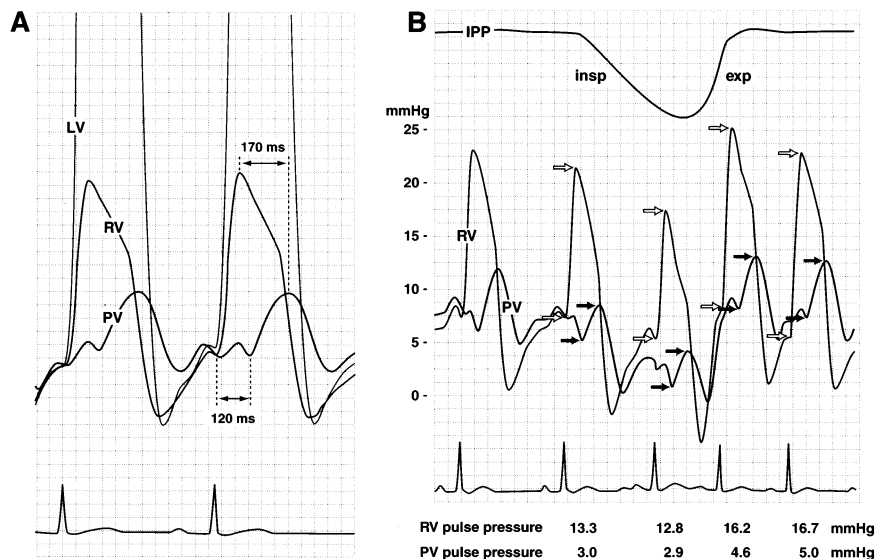 A
LV
170 ms
RV
PV
120 ms
B
IPP
insp
exp
mmHg
25 -
20 -
15 -
10 -
5 -
0 -
RV
PV
RV pulse pressure 13.3 12.8 16.2 16.7 mmHg
PV pulse pressure 3.0 2.9 4.6 5.0 mmHg